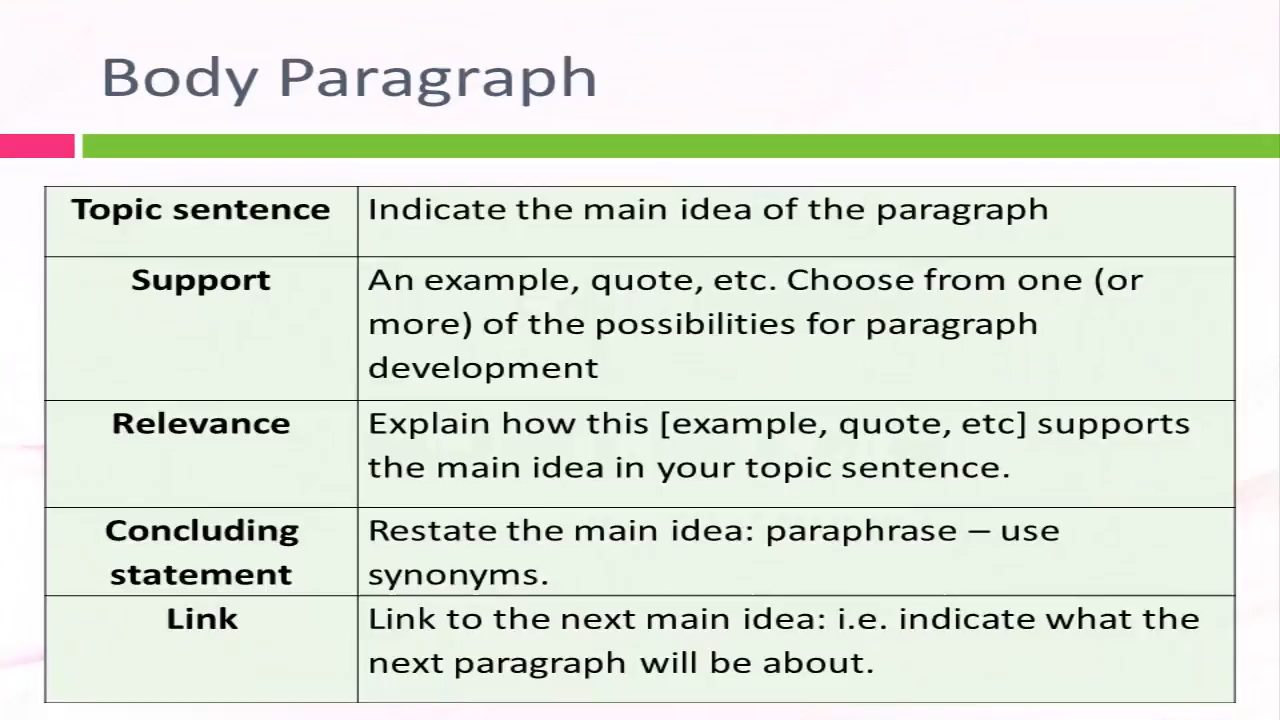 Body Paragraph
Topic sentence
Indicate the main idea of the paragraph
Support
An example, quote, etc. Choose from one (or
more) of the possibilities for paragraph
development
Relevance
Explain how this [example, quote, etc] supports
the main idea in your topic sentence.
Concluding
statement
Restate the main idea: paraphrase – use
synonyms.
Link
Link to the next main idea: i.e. indicate what the
next paragraph will be about.